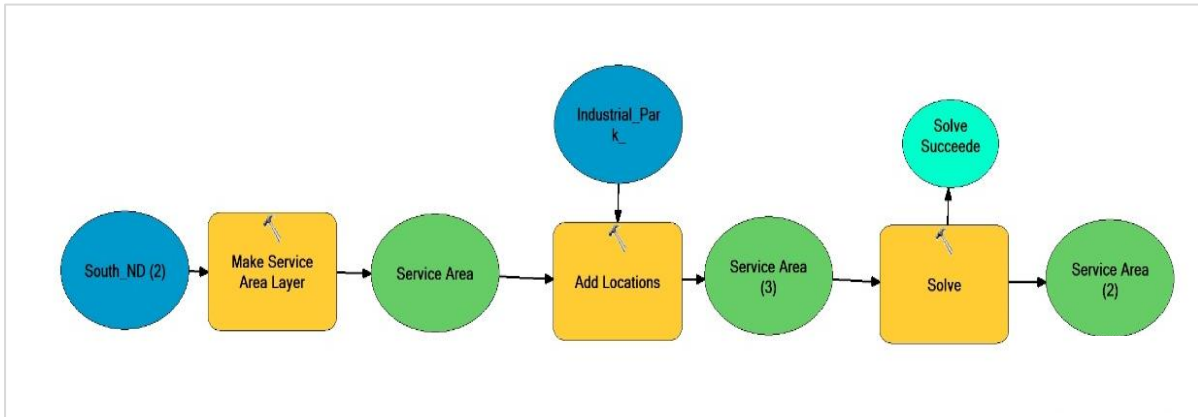 Industrial_Par
k_
Solve
Succeede
South_ND (2)
Make Service
Area Layer
Service Area
Add Locations
Service Area
(3)
Solve
Service Area
(2)